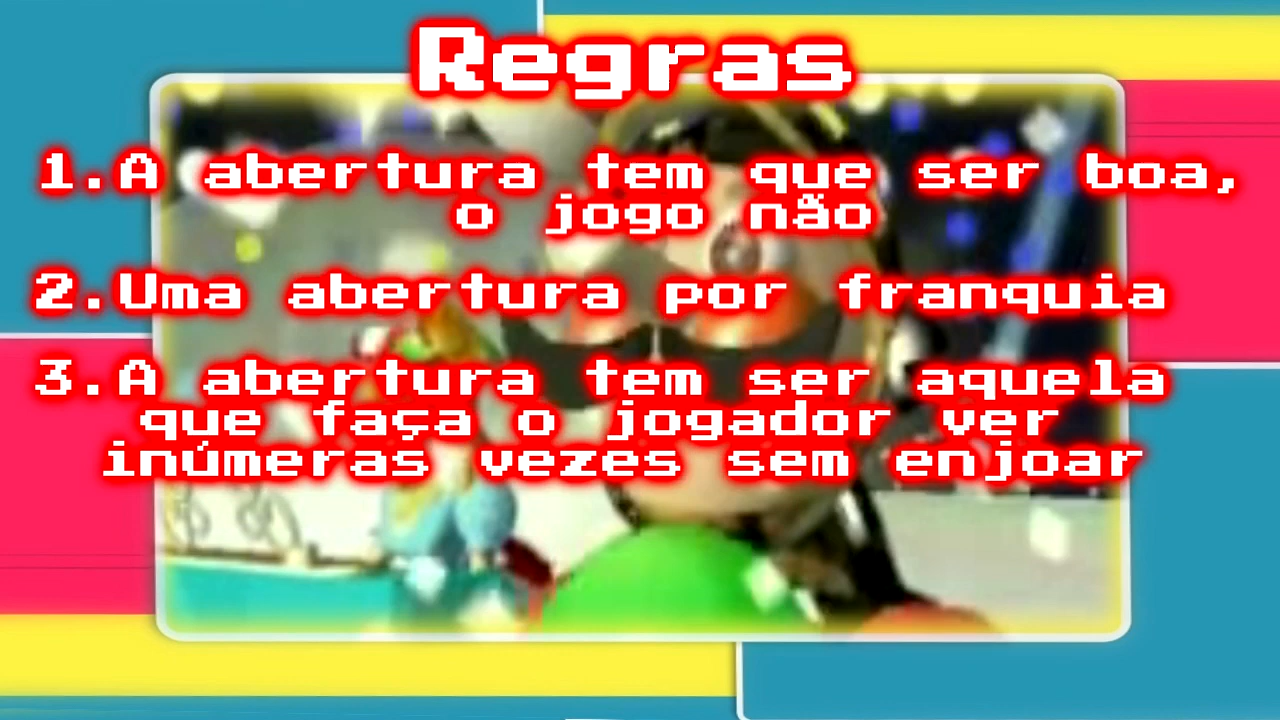 Regras
1.A abertura tem que ser boa,
o jogo não
2.Uma abertura por franquia
3.A abertura tem ser aquela
que faça o jogador ver
inúmeras vezes sem enjoar